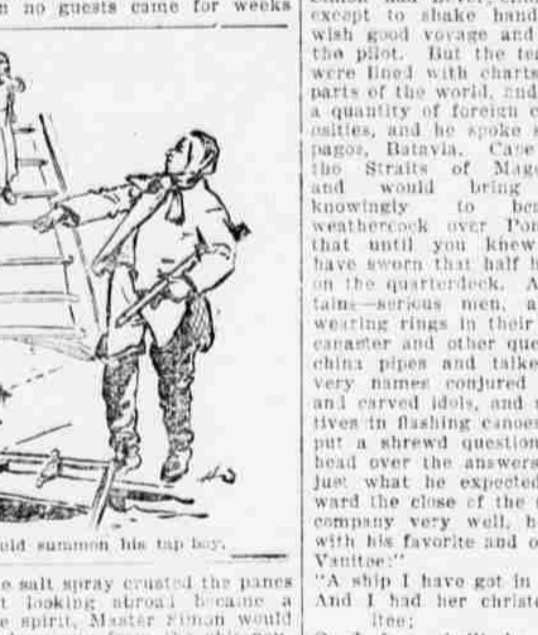 n no guests came for weeks
uld summon his tap boy.
e salt spray crusted the panes
t looking abroad became a
e spirit, Master Simon would
except to shake hand
wish good voyage and
the pilot. But the
were lined with charts
parts of the world, and
a quantity of foreign c
osities, and he spoke
pagos, Batavia, Cape
the Straits of Mage
and would bring
knowingly to
weathercock over
that until you knew
have sworn that half h
on the quarterdeck. A
tains—serious men, a
wearing rings in their
canaster and other que
china pipes and talke
very names conjured
and carved idols, and
tives in flashing canoes
put a shrewd question
head over the answers
just what he expected
ward the close of the
company very well, h
with his favorite and o
Vanitee:"
"A ship I have got in
And I had her christe
itee;